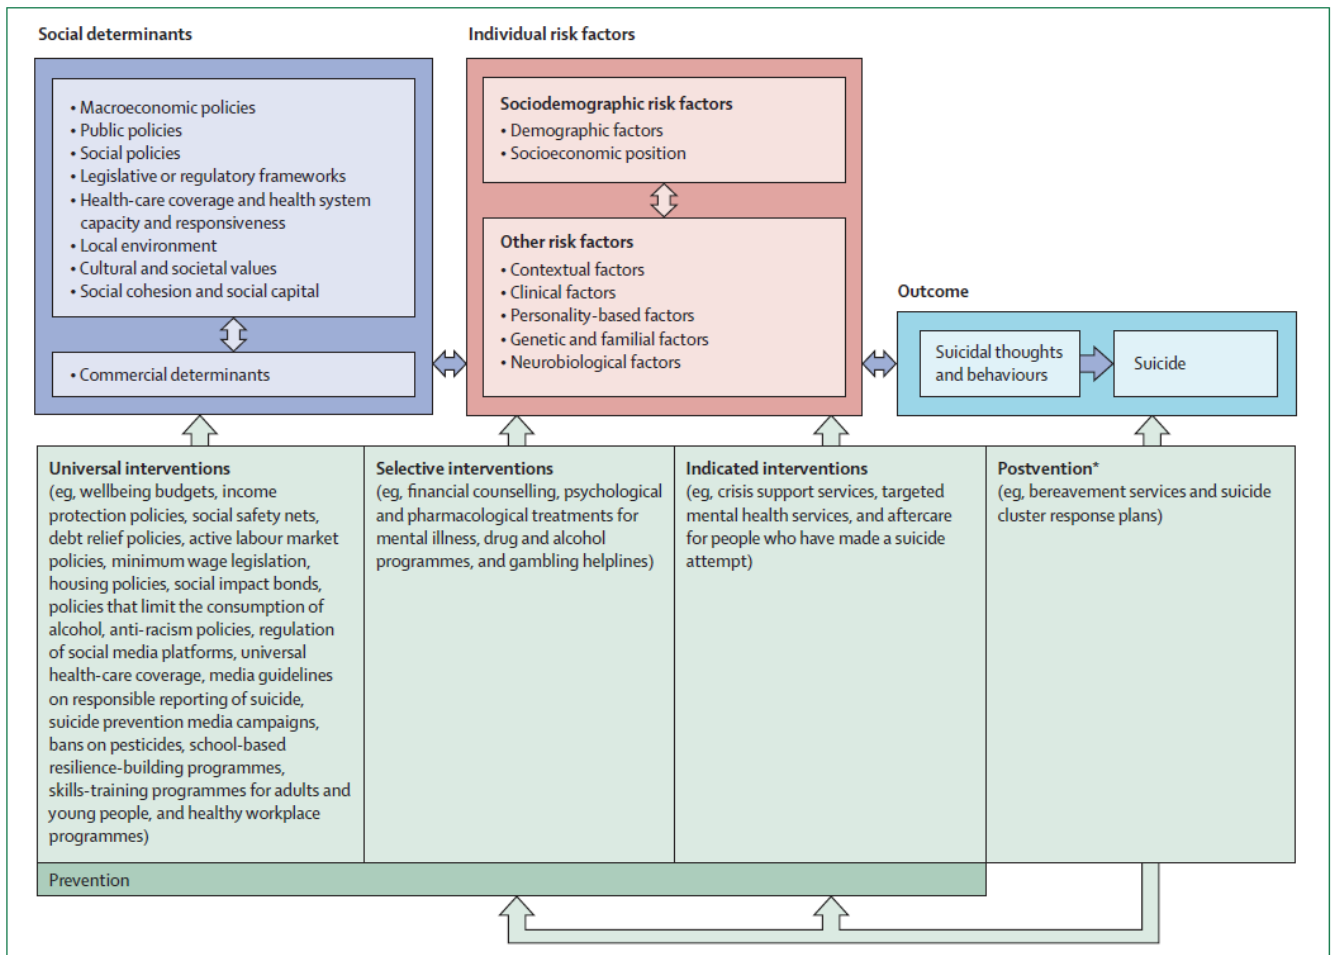 Social determinants
• Macroeconomic policies
• Public policies
• Social policies
• Legislative or regulatory frameworks
• Health-care coverage and health system
capacity and responsiveness
• Local environment
• Cultural and societal values
• Social cohesion and social capital
• Commercial determinants
Individual risk factors
Sociodemographic risk factors
• Demographic factors
• Socioeconomic position
Other risk factors
• Contextual factors
• Clinical factors
• Personality-based factors
• Genetic and familial factors
• Neurobiological factors
Outcome
Suicidal thoughts
and behaviours
Suicide
Universal interventions
(eg, wellbeing budgets, income
protection policies, social safety nets,
debt relief policies, active labour market
policies, minimum wage legislation,
housing policies, social impact bonds,
policies that limit the consumption of
alcohol, anti-racism policies, regulation
of social media platforms, universal
health-care coverage, media guidelines
on responsible reporting of suicide,
suicide prevention media campaigns,
bans on pesticides, school-based
resilience-building programmes,
skills-training programmes for adults and
young people, and healthy workplace
programmes)
Selective interventions
(eg, financial counselling, psychological
and pharmacological treatments for
mental illness, drug and alcohol
programmes, and gambling helplines)
Indicated interventions
(eg, crisis support services, targeted
mental health services, and aftercare
for people who have made a suicide
attempt)
Postvention*
(eg, bereavement services and suicide
cluster response plans)
Prevention